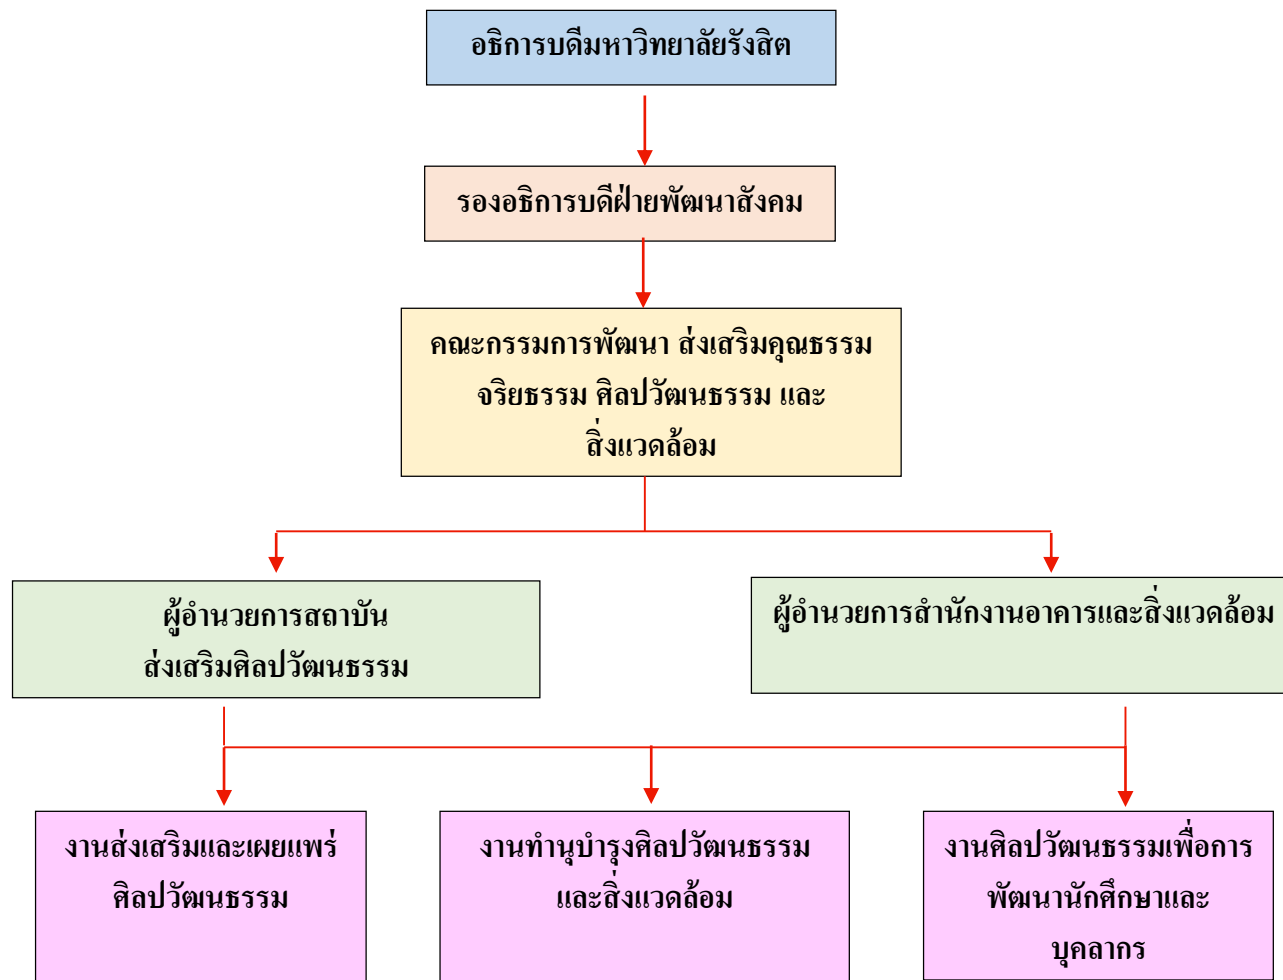 อธิการบดีมหาวิทยาลัยรังสิต
รองอธิการบดีฝ่ายพัฒนาสังคม
คณะกรรมการพัฒนา ส่งเสริมคุณธรรม
จริยธรรม ศิลปวัฒนธรรม และ
สิ่งแวดล้อม
ผู้อำนวยการสถาบัน
ส่งเสริมศิลปวัฒนธรรม
ผู้อำนวยการสำนักงานอาคารและสิ่งแวดล้อม
งานส่งเสริมและเผยแพร่
ศิลปวัฒนธรรม
งานทำนุบำรุงศิลปวัฒนธรรม
และสิ่งแวดล้อม
งานศิลปวัฒนธรรมเพื่อการ
พัฒนานักศึกษาและ
บุคลากร